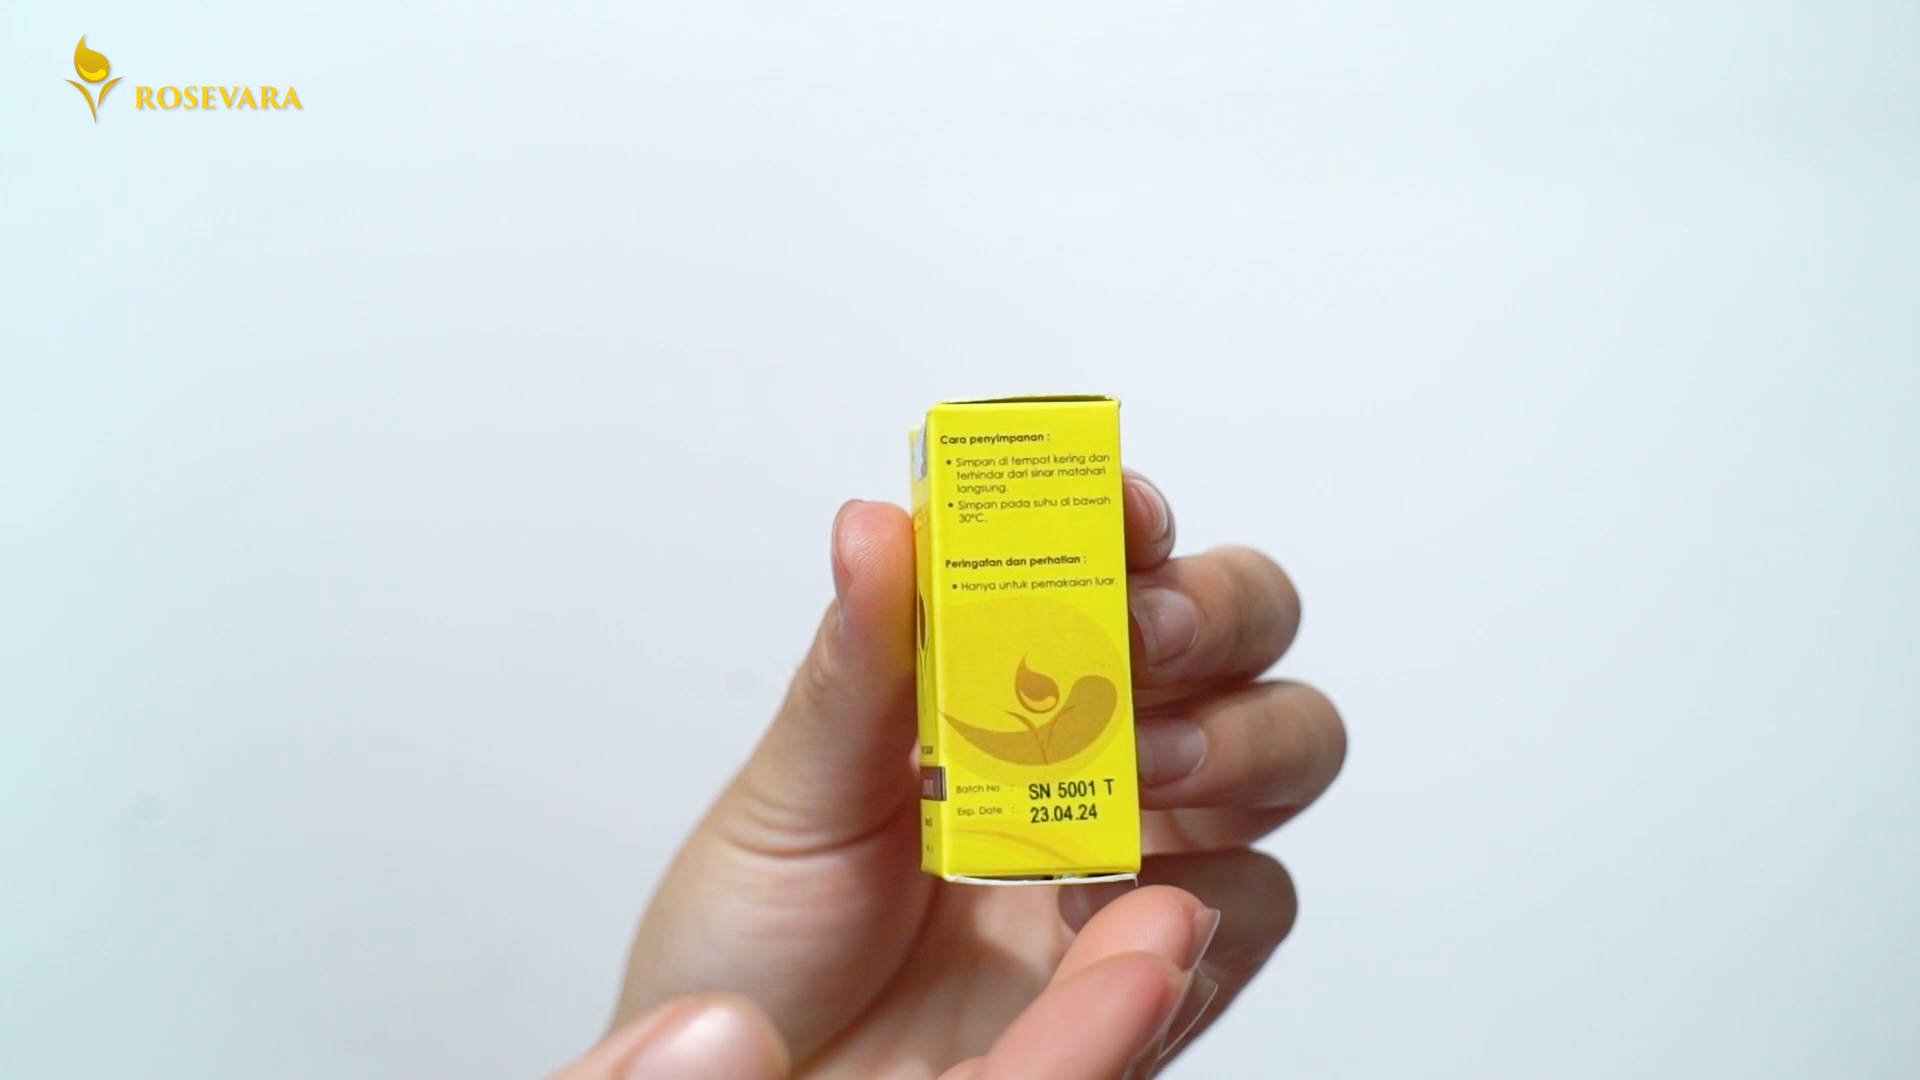 ROSEVARA
Cara penyimpanan :
• Simpan di tempat kering dan
terhindar dari sinar matahari
langsung.
• Simpan pada suhu di bawah
30°C.
Peringatan dan perhatian :
• Hanya untuk pemakaian luar.
Batch No : SN 5001 T
Exp. Date : 23.04.24